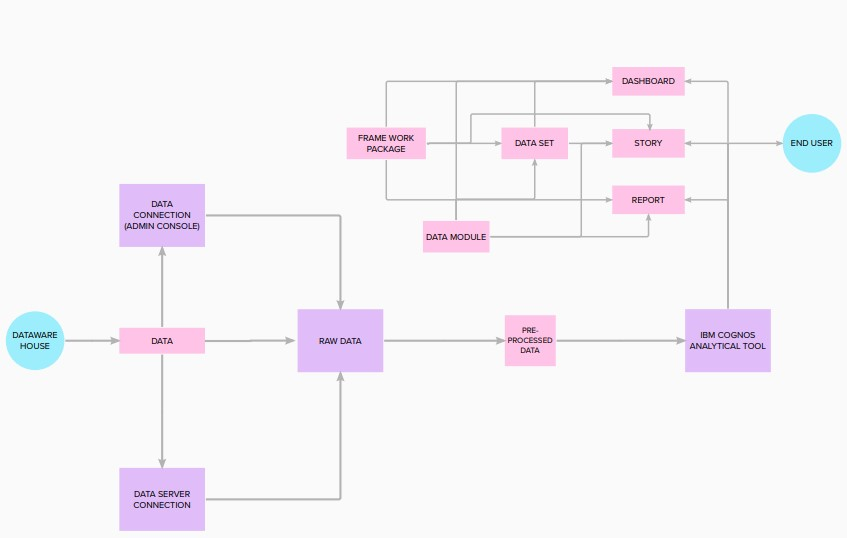 DASHBOARD
FRAME WORK
PACKAGE
DATA SET
STORY
END USER
REPORT
DATA MODULE
DATA
CONNECTION
(ADMIN CONSOLE)
DATAWARE
HOUSE
DATA
RAW DATA
PRE-
PROCESSED
DATA
IBM COGNOS
ANALYTICAL TOOL
DATA SERVER
CONNECTION